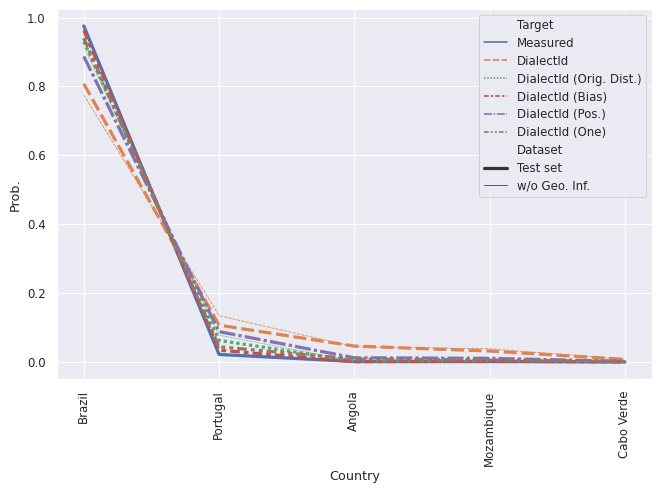 1.0
0.8
0.6
0.4
0.2
0.0
Prob.
Target
Measured
DialectId
DialectId (Orig. Dist.)
DialectId (Bias)
DialectId (Pos.)
DialectId (One)
Dataset
Test set
w/o Geo. Inf.
Brazil
Portugal
Angola
Mozambique
Cabo Verde
Country